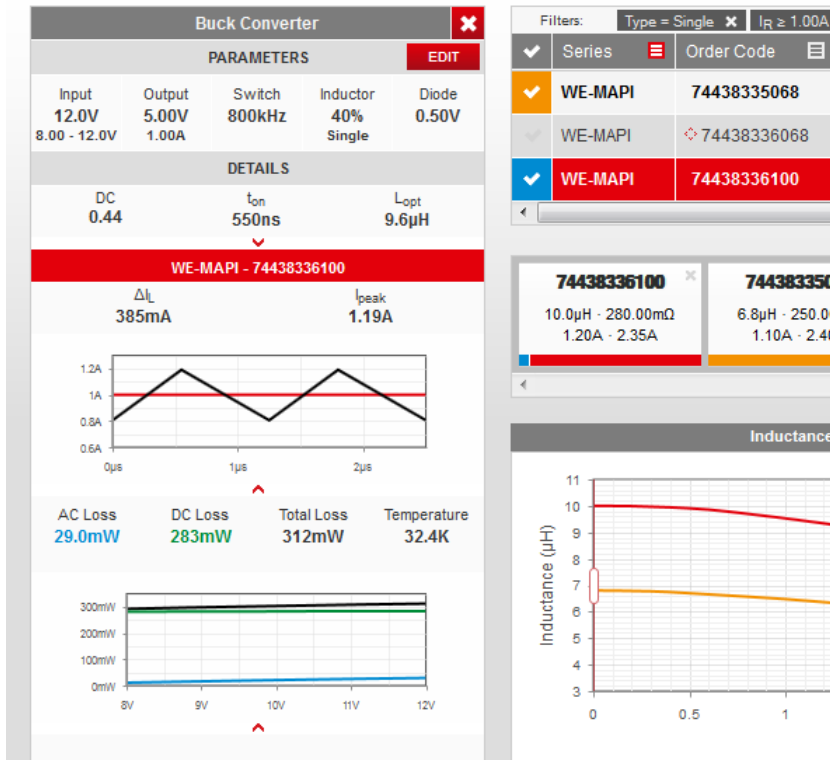 Buck Converter
PARAMETERS EDIT
Input Output Switch Inductor Diode
12.0V 5.00V 800kHz 40% 0.50V
8.00 - 12.0V 1.00A Single
DETAILS
DC ton Lopt
0.44 550ns 9.6µH
WE-MAPI - 74438336100
ΔIL Ipeak
385mA 1.19A
1.2A
1A
0.8A
0.6A
0µs 1µs 2µs
AC Loss DC Loss Total Loss Temperature
29.0mW 283mW 312mW 32.4K
300mW
200mW
100mW
0mW
8V 9V 10V 11V 12V
Filters: Type = Single IR ≥ 1.00A
Series Order Code
WE-MAPI 74438335068
WE-MAPI 74438336068
WE-MAPI 74438336100
74438336100
10.0µH · 280.00mΩ
1.20A · 2.35A
744383350
6.8µH · 250.0
1.10A · 2.40
Inductance
Inductance (µH)
11
10
9
8
7
6
5
4
3
0 0.5 1